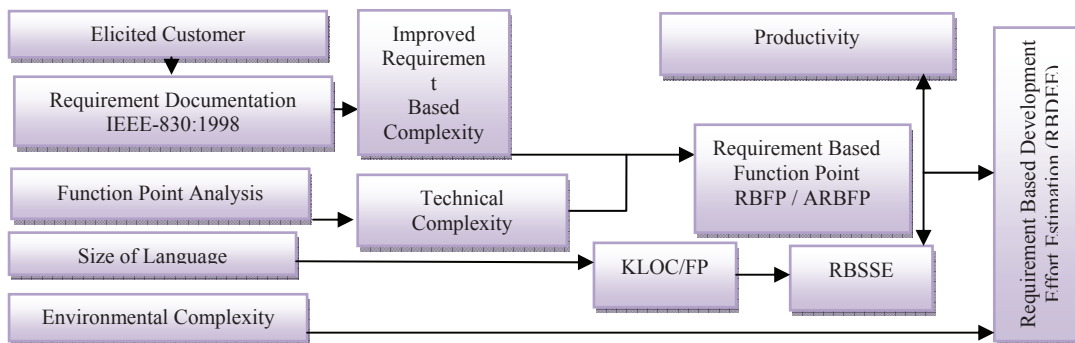 Elicited Customer
Requirement Documentation
IEEE-830:1998
Improved
Requiremen
t
Based
Complexity
Productivity
Function Point Analysis
Technical
Complexity
Requirement Based
Function Point
RBFP / ARBFP
Size of Language
KLOC/FP
RBSSE
Environmental Complexity
Requirement Based Development
Effort Estimation (RBDEE)